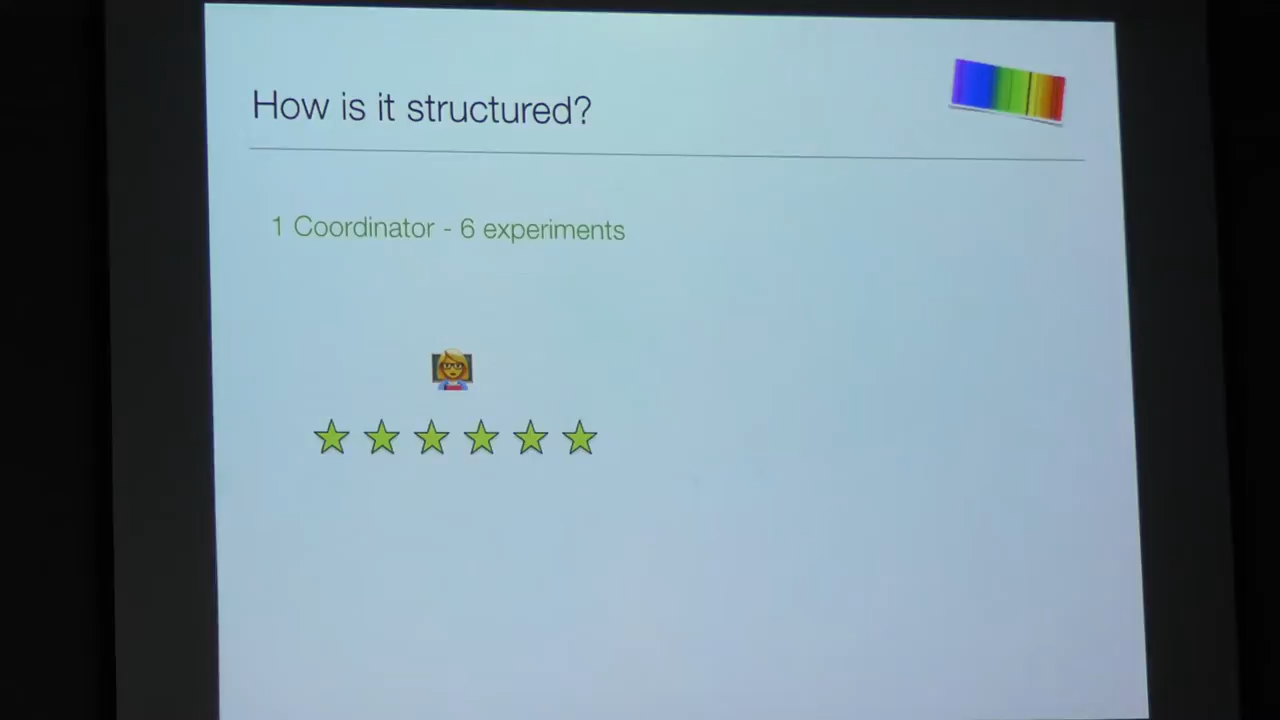 How is it structured?
1 Coordinator - 6 experiments